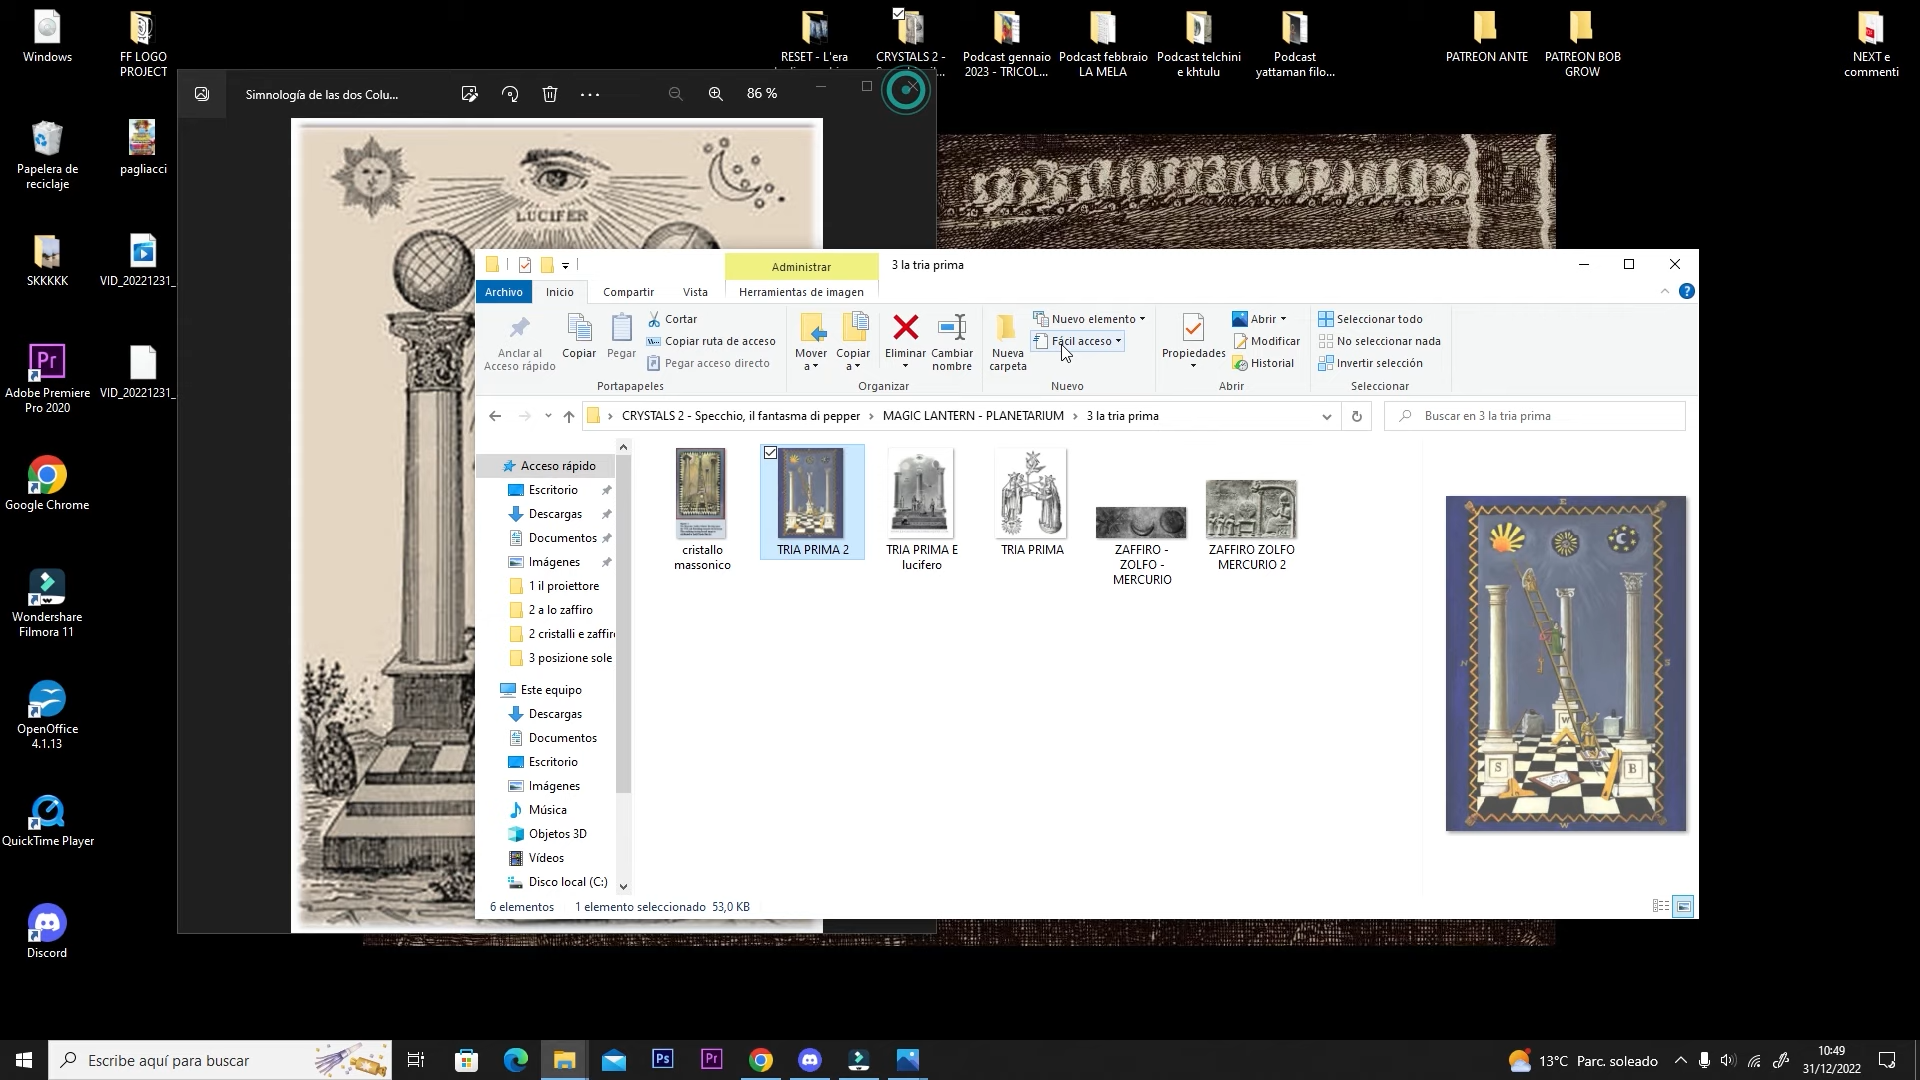 Windows
FF LOGO
PROJECT
RESET - L'era
CRYSTALS 2 -
Podcast gennaio
2023 - TRICOL...
Podcast febbraio
LA MELA
Podcast telchini
e khtulu
Podcast
yattaman filo...
PATREON ANTE
PATREON BOB
GROW
NEXT e
commenti
Papelera de
reciclaje
pagliacci
SKKKKK
VID_20221231_
Adobe Premiere
Pro 2020
VID_20221231_
Google Chrome
Wondershare
Filmora 11
OpenOffice
4.1.13
QuickTime Player
Discord
Simnología de las dos Colu...
86 %
LUCIFER
Administrar
3 la tria prima
Archivo
Inicio
Compartir
Vista
Herramientas de imagen
Anclar al
Acceso rápido
Copiar
Pegar
Cortar
Copiar ruta de acceso
Pegar acceso directo
Portapapeles
Mover
a
Copiar
a
Eliminar
Cambiar
nombre
Organizar
Nueva
carpeta
Nuevo elemento
Fácil acceso
Nuevo
Propiedades
Abrir
Modificar
Historial
Abrir
Seleccionar todo
No seleccionar nada
Invertir selección
Seleccionar
CRYSTALS 2 - Specchio, il fantasma di pepper > MAGIC LANTERN - PLANETARIUM > 3 la tria prima
Buscar en 3 la tria prima
Acceso rápido
Escritorio
Descargas
Documentos
Imágenes
1 il proiettore
2 a lo zaffiro
2 cristalli e zaffir
3 posizione sole
Este equipo
Descargas
Documentos
Escritorio
Imágenes
Música
Objetos 3D
Vídeos
Disco local (C:)
cristallo
massonico
TRIA PRIMA 2
TRIA PRIMA E
lucifero
TRIA PRIMA
ZAFFIRO -
ZOLFO -
MERCURIO
ZAFFIRO ZOLFO
MERCURIO 2
E
N
S
W
S
B
W
6 elementos
1 elemento seleccionado 53,0 KB
Escribe aquí para buscar
Ps
Pr
13°C Parc. soleado
10:49
31/12/2022